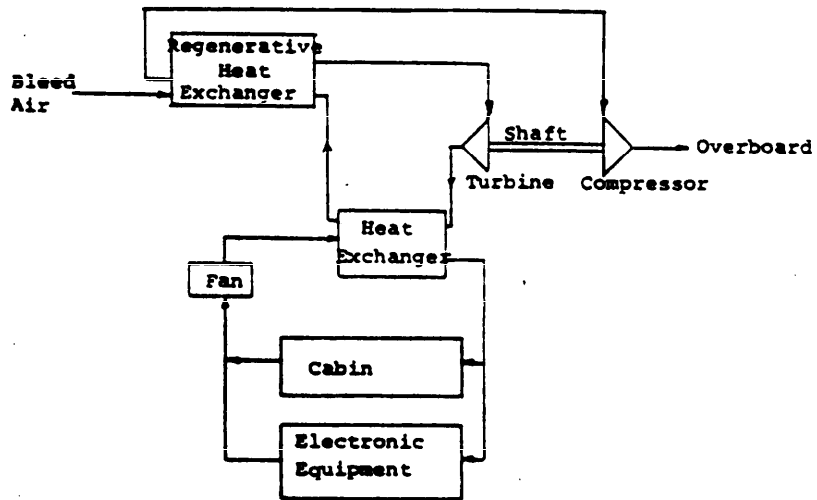 Regenerative
Heat
Exchanger
Bleed
Air
Shaft
Overboard
Turbine
Compressor
Heat
Exchanger
Fan
Cabin
Electronic
Equipment